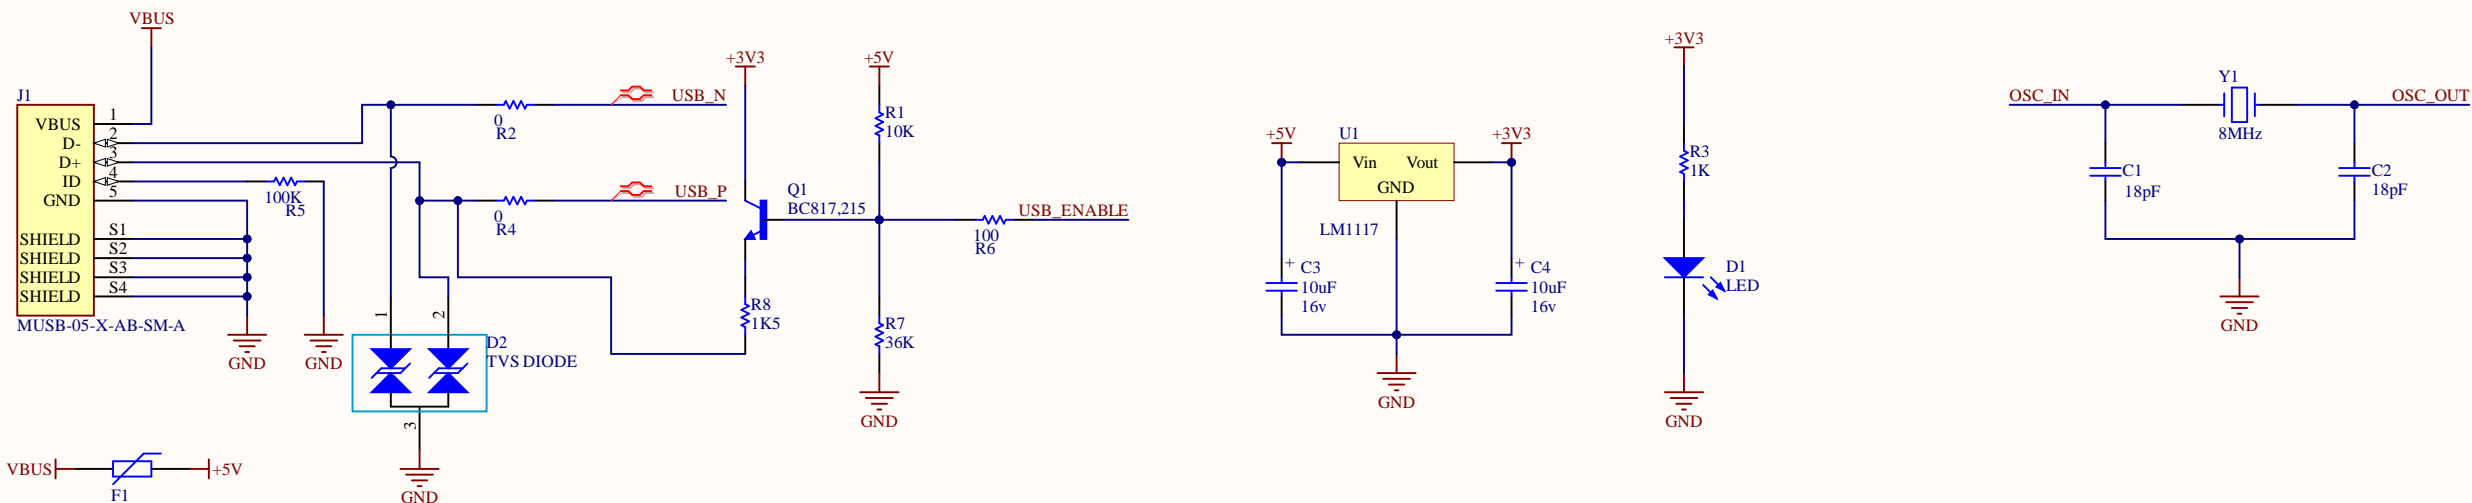 VBUS
J1
VBUS 1
D- 2
D+ 3
ID 4
GND 5
SHIELD S1
SHIELD S2
SHIELD S3
SHIELD S4
MUSB-05-X-AB-SM-A
100K
R5
GND
GND
0
R2
USB_N
0
R4
USB_P
1
2
3
D2
TVS DIODE
GND
VBUS
+5V
F1
+3V3
Q1
BC817,215
R8
1K5
+5V
R1
10K
100
R6
USB_ENABLE
R7
36K
GND
+5V
U1
Vin Vout
GND
LM1117
+3V3
+ C3
10uF
16v
+ C4
10uF
16v
GND
+3V3
R3
1K
D1
LED
GND
OSC_IN
Y1
8MHz
OSC_OUT
C1
18pF
C2
18pF
GND